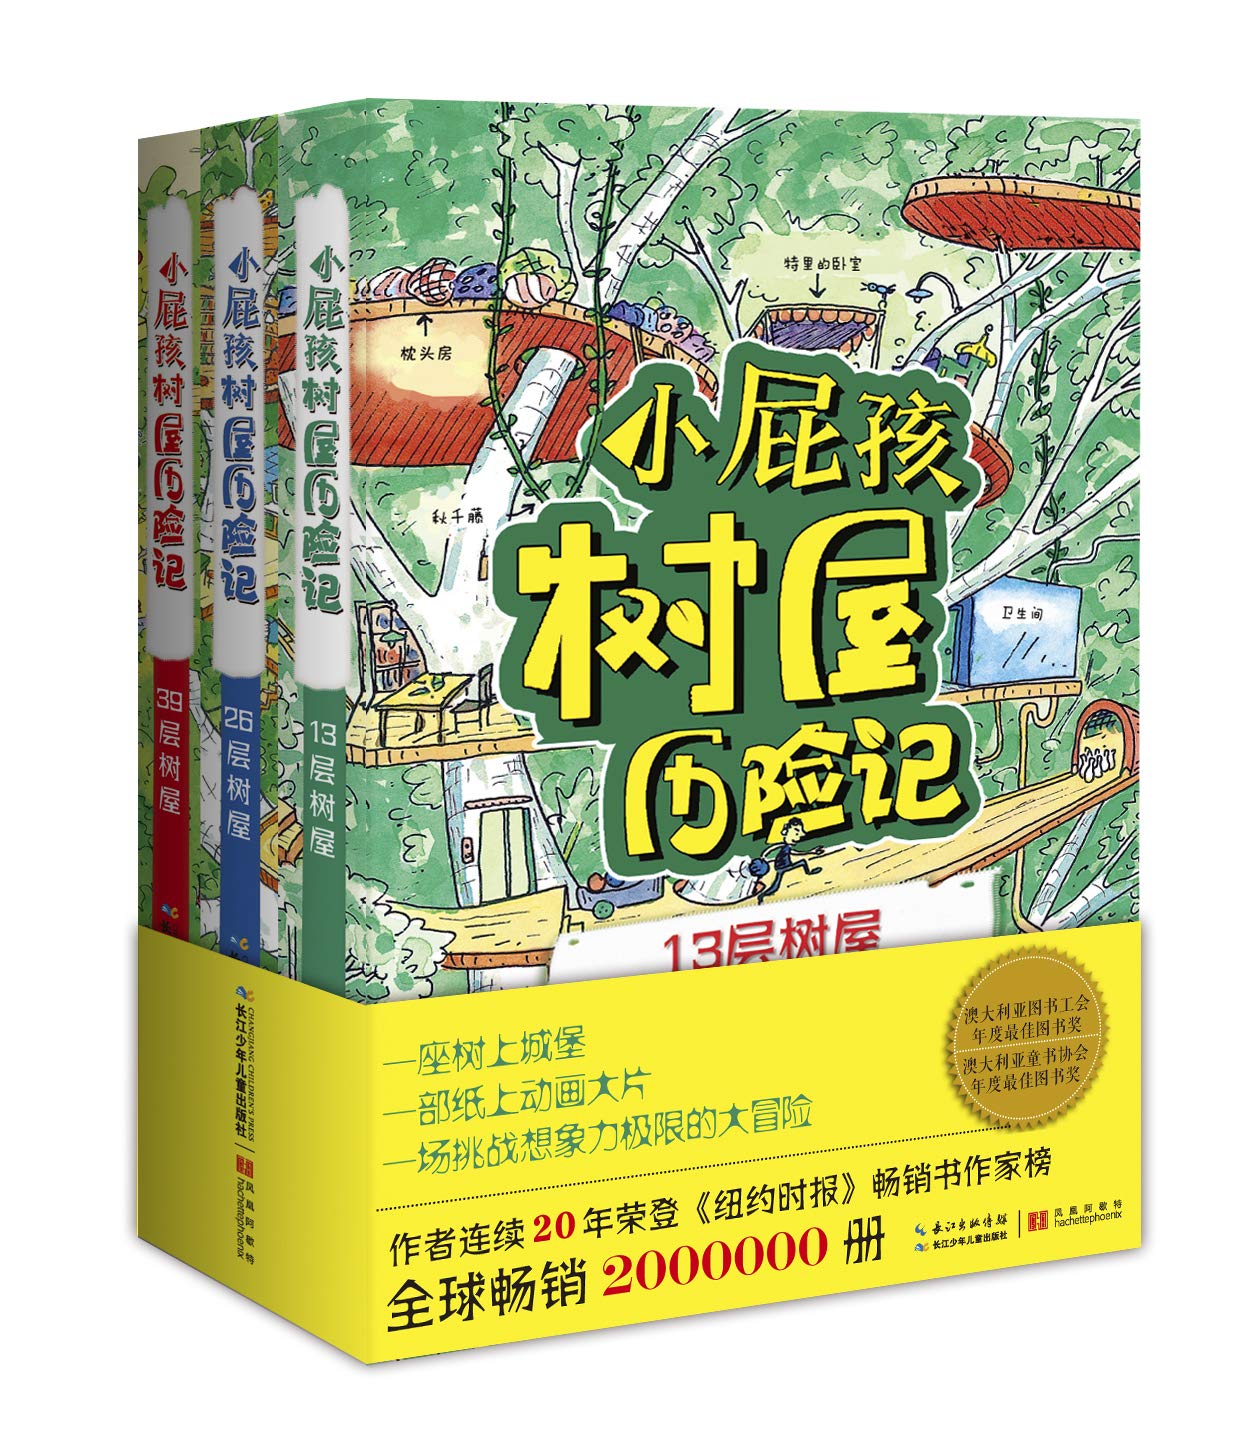 小屁孩树屋历险记
39层树屋
小屁孩树屋历险记
26层树屋
小屁孩树屋历险记
13层树屋
特里的卧室
枕头房
秋千藤
卫生间
小屁孩
树屋
历险记
13层树屋
一座树上城堡
一部纸上动画大片
一场挑战想象力极限的大冒险
澳大利亚图书工会
年度最佳图书奖
澳大利亚童书协会
年度最佳图书奖
作者连续20年荣登《纽约时报》畅销书作家榜
全球畅销2000000册
长江出版传媒
长江少年儿童出版社
凤凰阿歇特
hachettephoenix
CHANGJIANG CHILDREN'S PRESS
长江少年儿童出版社
凤凰阿歇特
hachettephoenix